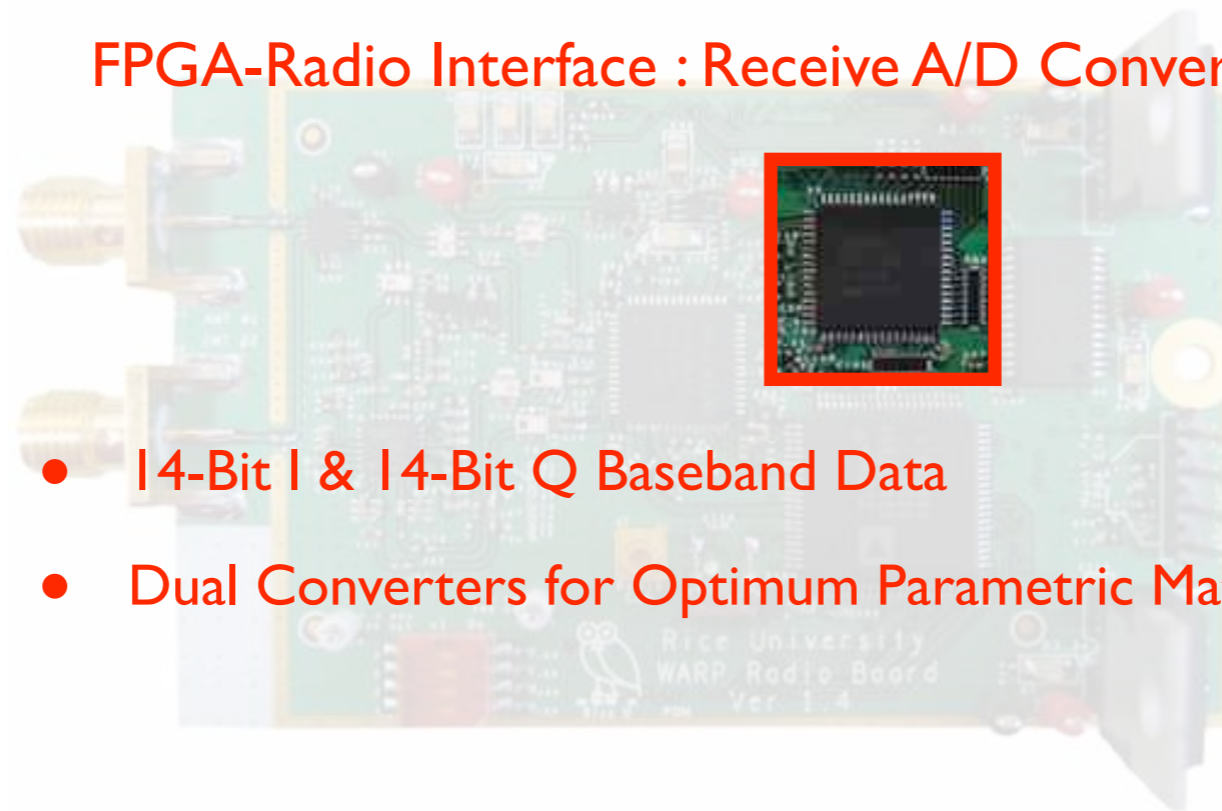 FPGA-Radio Interface : Receive A/D Conver
• 14-Bit I & 14-Bit Q Baseband Data
• Dual Converters for Optimum Parametric Ma
Rice University
WARP Radio Board
Ver 1.4